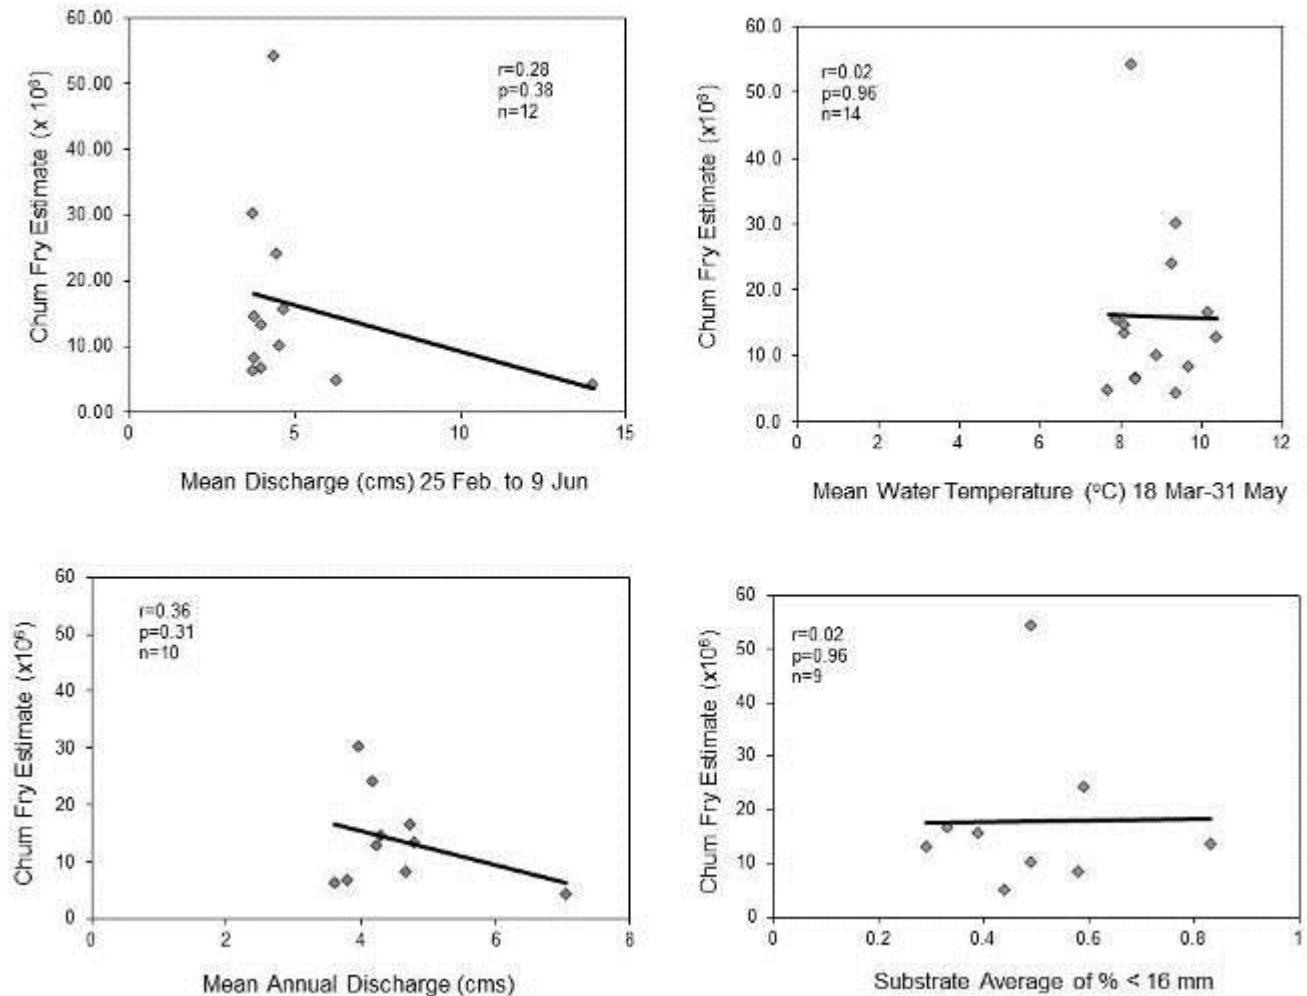 60.00
50.00
40.00
30.00
20.00
10.00
0.00
Chum Fry Estimate (x 10⁶)
r=0.28
p=0.38
n=12
0 5 10 15
Mean Discharge (cms) 25 Feb. to 9 Jun
60.0
50.0
40.0
30.0
20.0
10.0
0.0
Chum Fry Estimate (x10⁶)
r=0.02
p=0.96
n=14
0 2 4 6 8 10 12
Mean Water Temperature (°C) 18 Mar-31 May
60
50
40
30
20
10
0
Chum Fry Estimate (x10⁶)
r=0.36
p=0.31
n=10
0 2 4 6 8
Mean Annual Discharge (cms)
60
50
40
30
20
10
0
Chum Fry Estimate (x10⁶)
r=0.02
p=0.96
n=9
0 0.2 0.4 0.6 0.8 1
Substrate Average of % < 16 mm